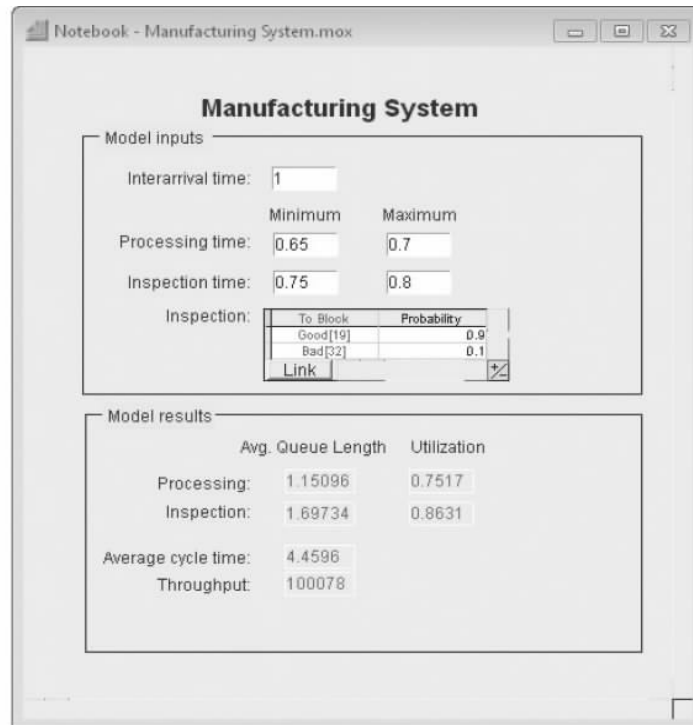 Notebook - Manufacturing System.mox
Manufacturing System
Model inputs
Interarrival time: 1
Minimum Maximum
Processing time: 0.65 0.7
Inspection time: 0.75 0.8
Inspection: To Block Probability
Good[19] 0.9
Bad[32] 0.1
Link +/-
Model results
Avg. Queue Length Utilization
Processing: 1.15096 0.7517
Inspection: 1.69734 0.8631
Average cycle time: 4.4596
Throughput: 100078